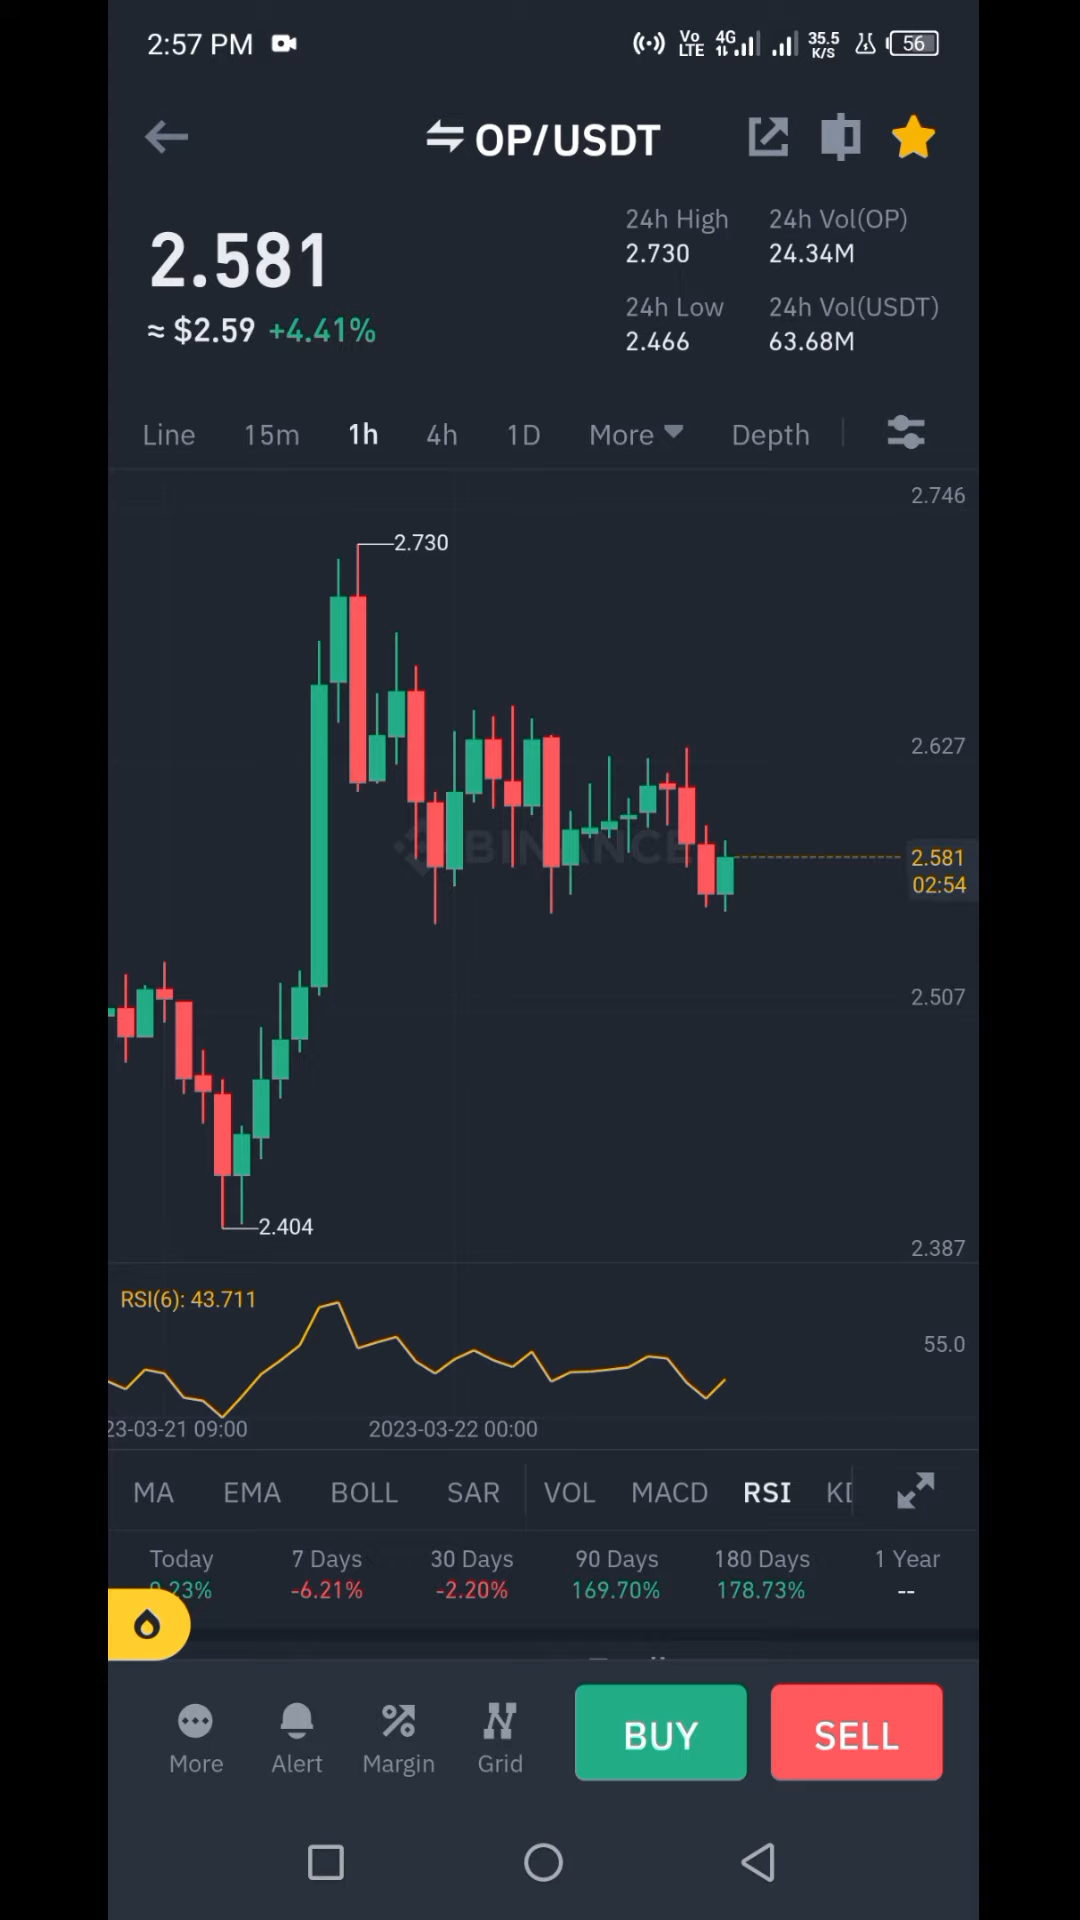 2:57 PM
Vo LTE 4G 35.5 K/S 56
OP/USDT
2.581
≈ $2.59 +4.41%
24h High 24h Vol(OP)
2.730 24.34M
24h Low 24h Vol(USDT)
2.466 63.68M
Line 15m 1h 4h 1D More Depth
2.746
2.730
2.627
BINANCE
2.581
02:54
2.507
2.404
2.387
RSI(6): 43.711
55.0
23-03-21 09:00 2023-03-22 00:00
MA EMA BOLL SAR VOL MACD RSI
Today 7 Days 30 Days 90 Days 180 Days 1 Year
23% -6.21% -2.20% 169.70% 178.73% --
More Alert Margin Grid
BUY SELL